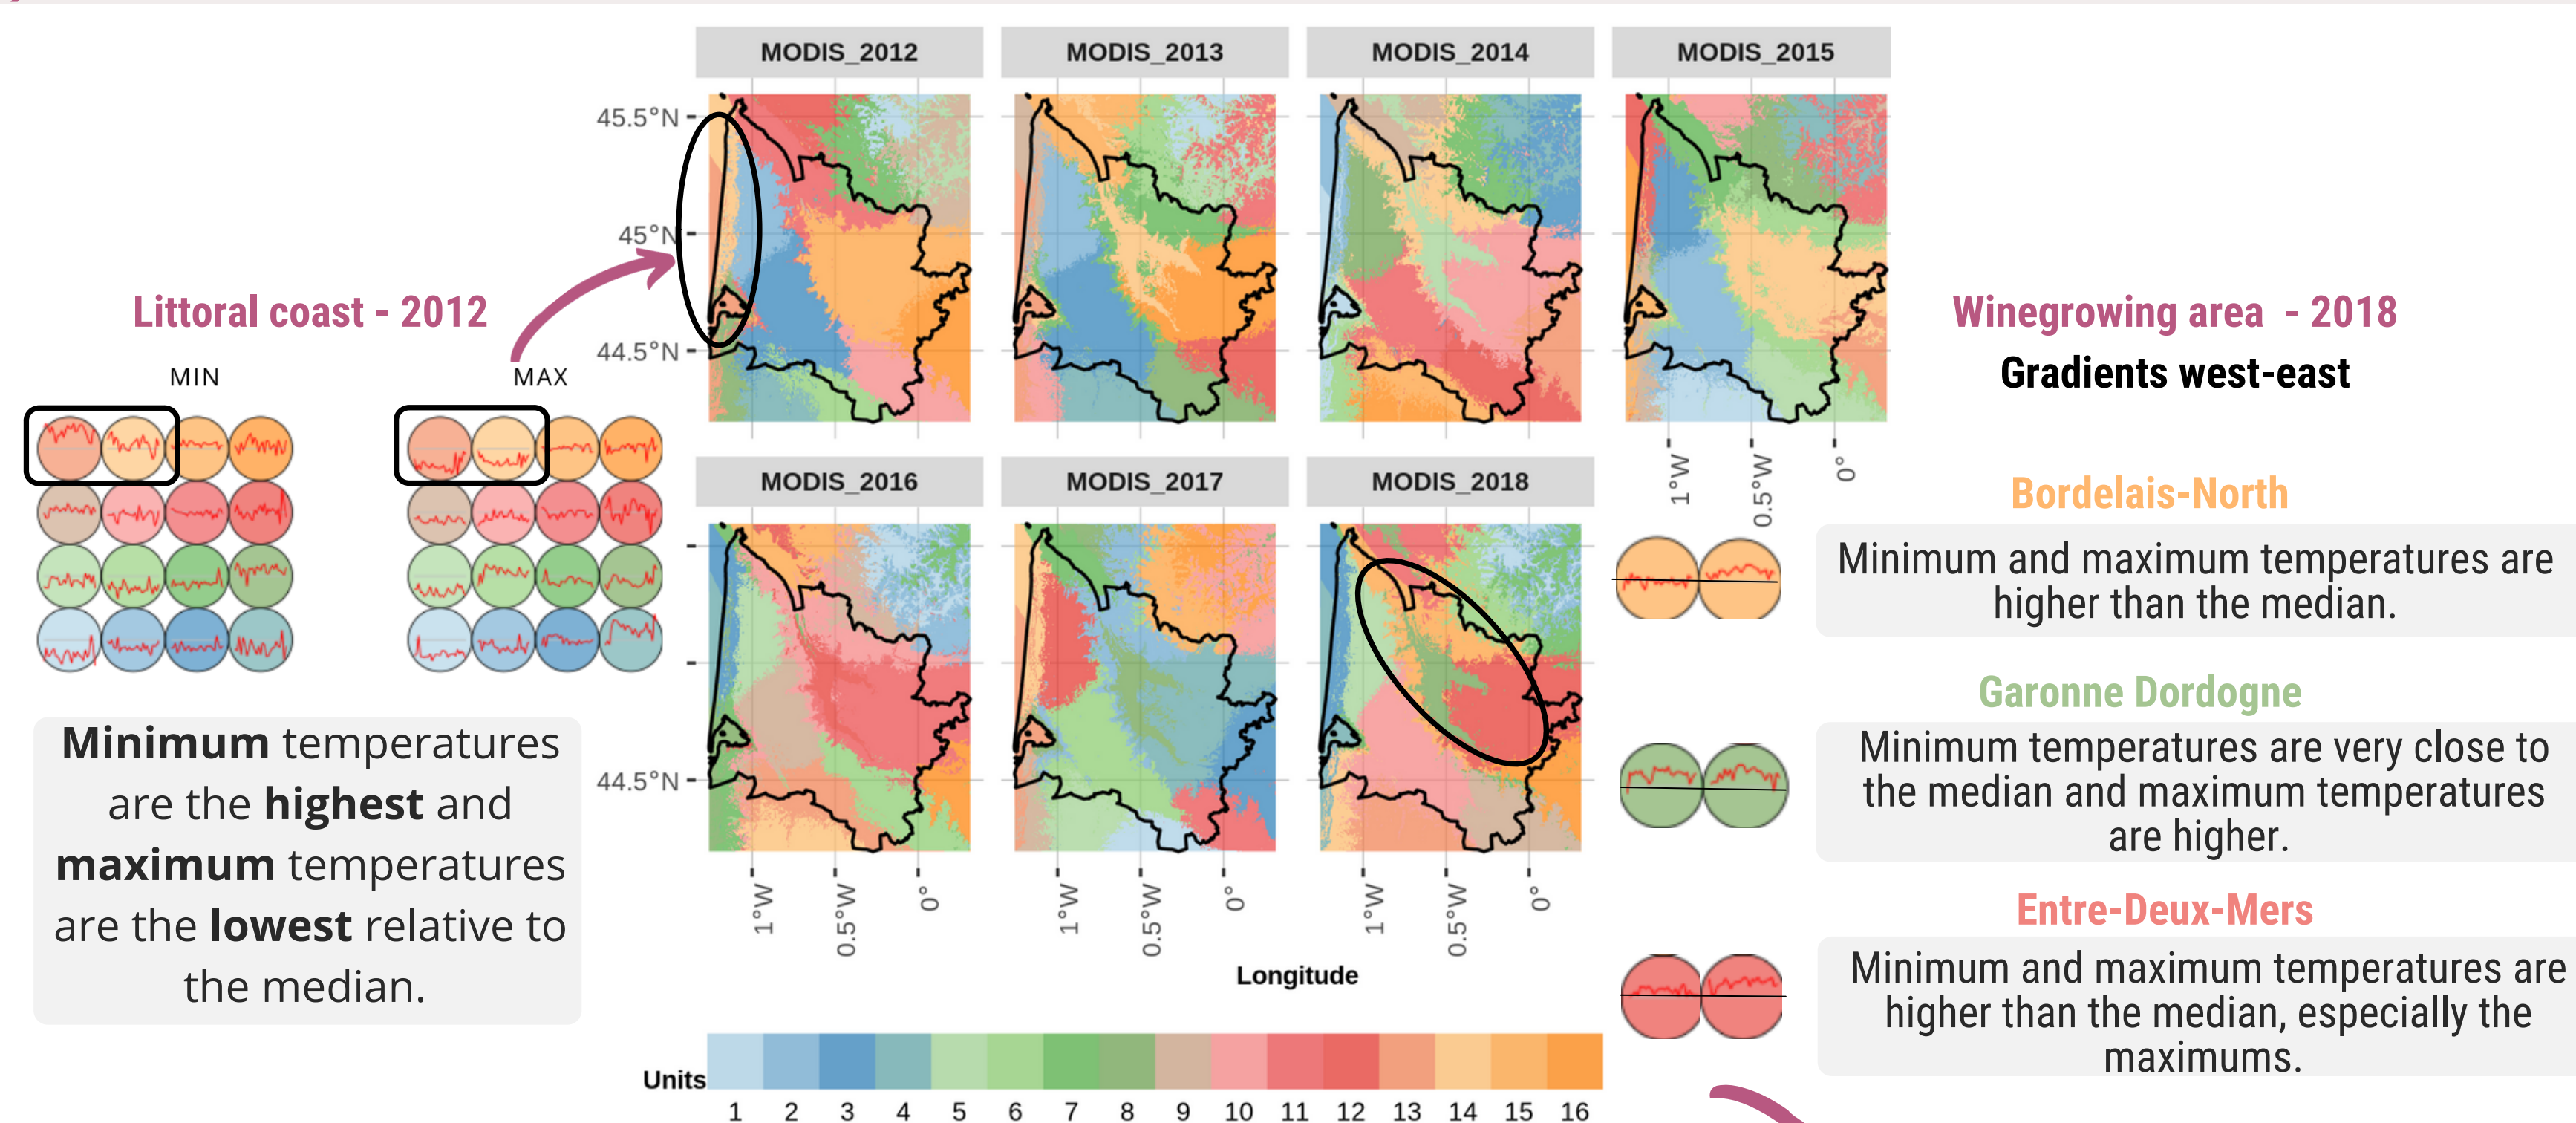 MODIS_2012
MODIS_2013
MODIS_2014
MODIS_2015
45.5°N
45°N
44.5°N
Littoral coast - 2012
MIN
MAX
Minimum temperatures
are the highest and
maximum temperatures
are the lowest relative to
the median.
1°W
0.5°W
0°
MODIS_2016
MODIS_2017
MODIS_2018
44.5°N
1°W
0.5°W
0°
1°W
0.5°W
0°
1°W
0.5°W
0°
Longitude
Units
1 2 3 4 5 6 7 8 9 10 11 12 13 14 15 16
Winegrowing area - 2018
Gradients west-east
Bordelais-North
Minimum and maximum temperatures are
higher than the median.
Garonne Dordogne
Minimum temperatures are very close to
the median and maximum temperatures
are higher.
Entre-Deux-Mers
Minimum and maximum temperatures are
higher than the median, especially the
maximums.